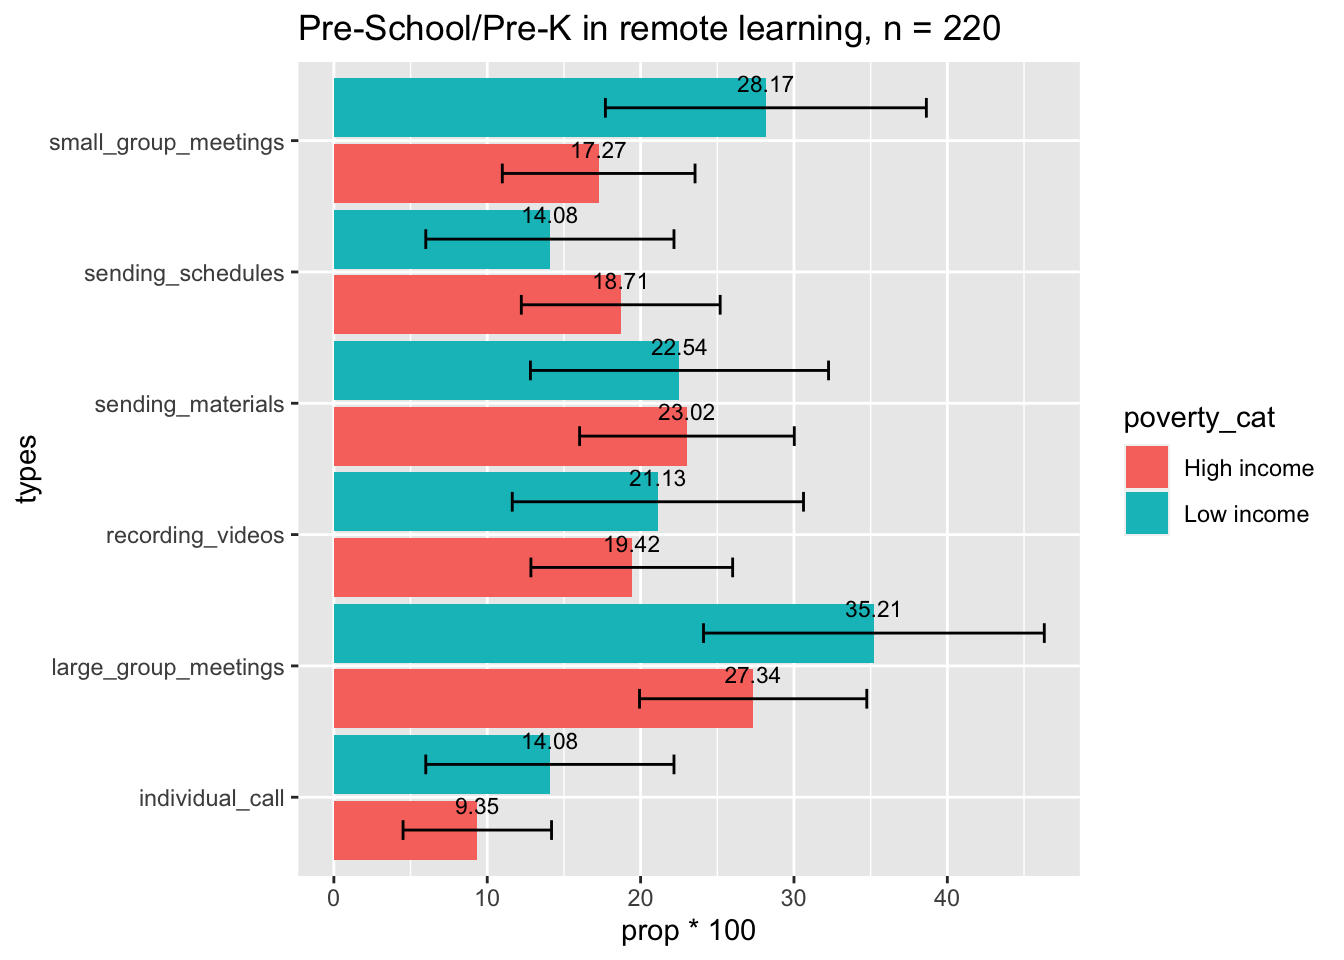 Pre-School/Pre-K in remote learning, n = 220
small_group_meetings
28.17
17.27
sending_schedules
14.08
18.71
sending_materials
22.54
23.02
recording_videos
21.13
19.42
large_group_meetings
35.21
27.34
individual_call
14.08
9.35
types
0 10 20 30 40
prop * 100
poverty_cat
High income
Low income